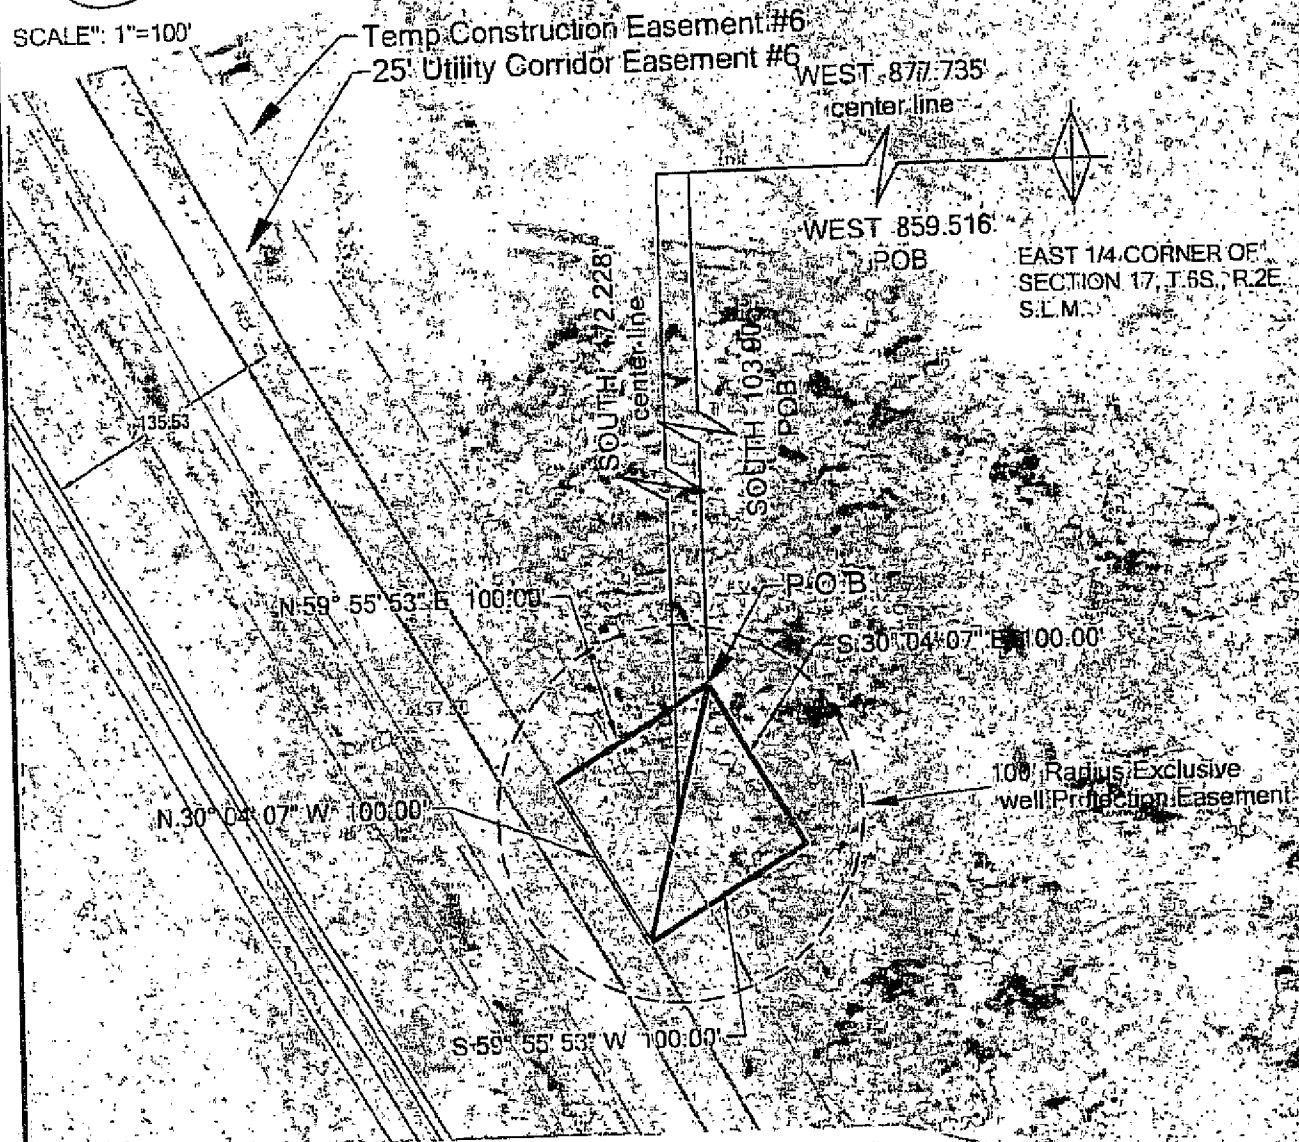 SCALE": 1"=100'
Temp Construction Easement #6
25' Utility Corridor Easement #6
WEST 877.735'
center line
WEST 859.516'
POB
EAST 1/4 CORNER OF
SECTION 17, T.6S., R.2E
S.L.M.
SOUTH
center line
SOUTH
POB
135.53
N 59° 55' 53" E 100.00'
P.O.B.
S 30° 04' 07" E 100.00'
100' Radius Exclusive
well Protection Easement
N 30° 04' 07" W 100.00'
S 59° 55' 53" W 100.00'